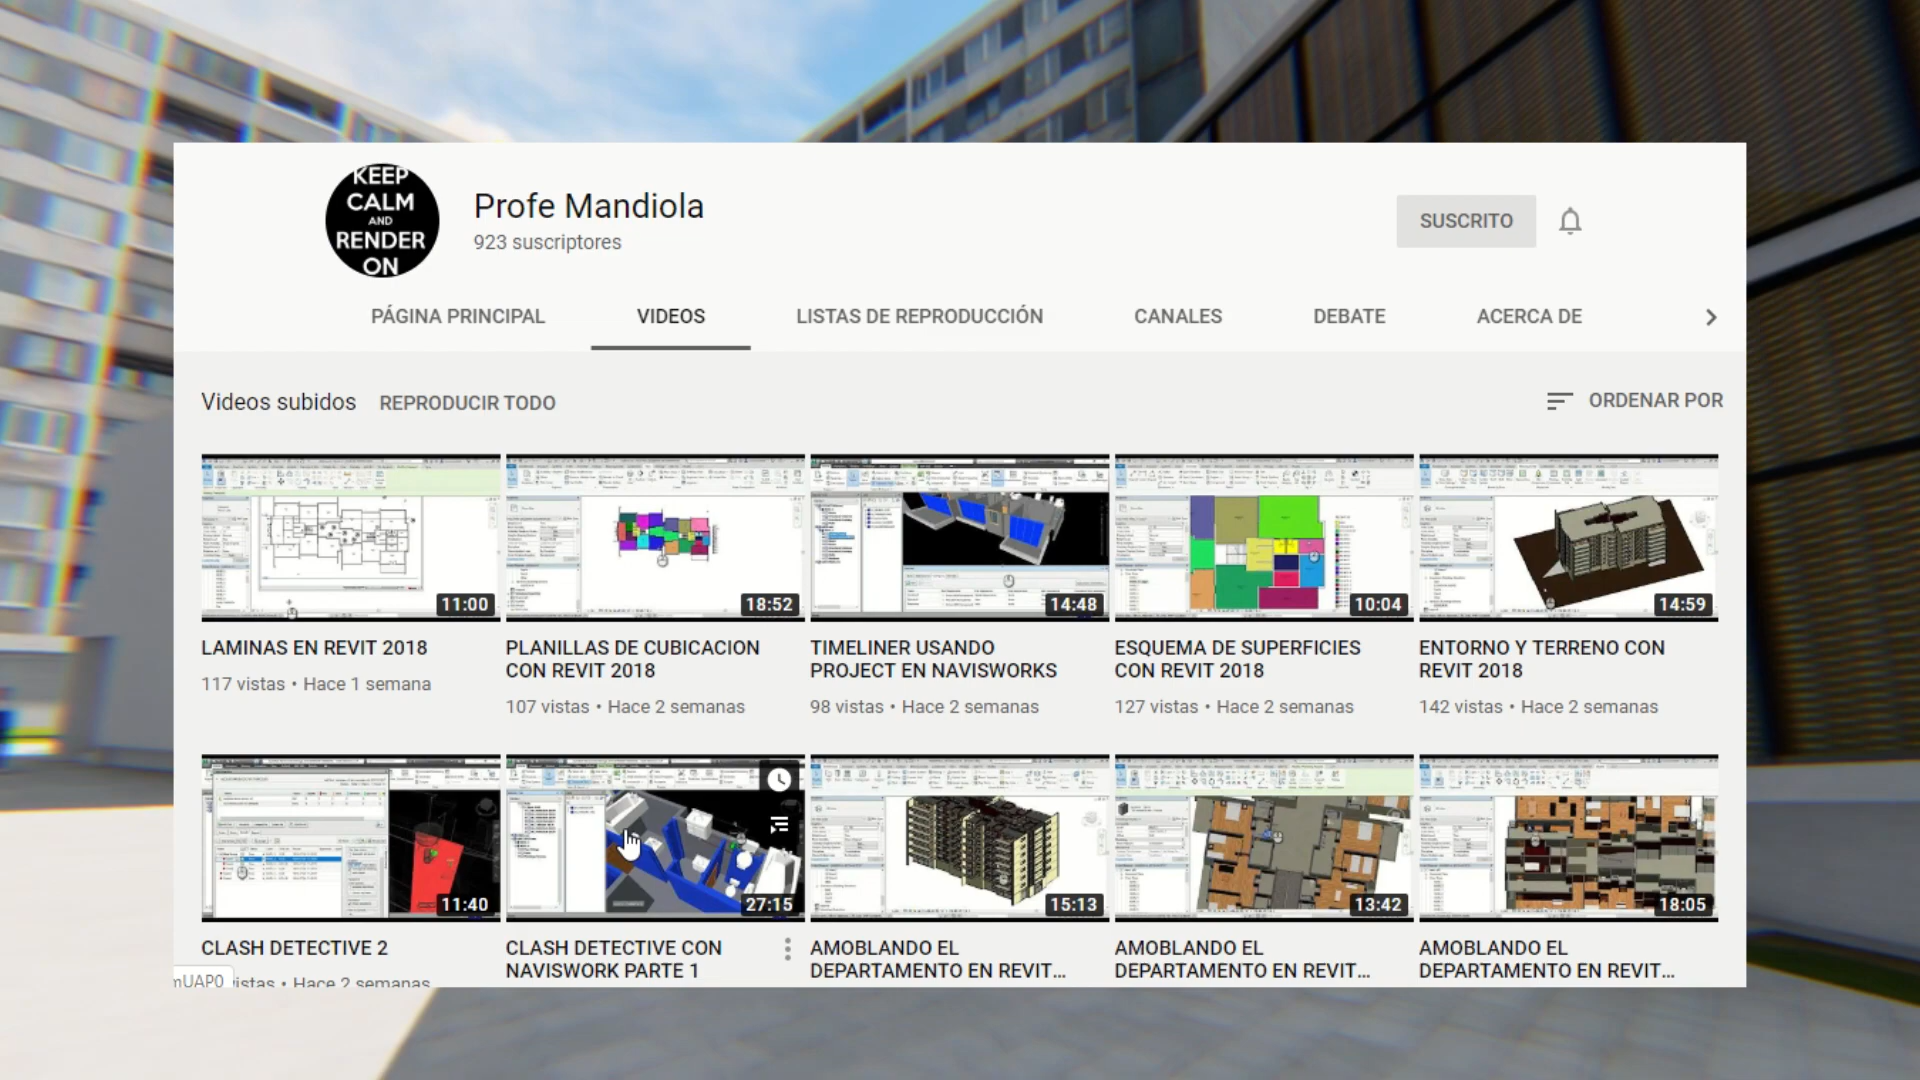 KEEP
CALM
AND
RENDER
ON
Profe Mandiola
923 suscriptores
SUSCRITO
PÁGINA PRINCIPAL
VIDEOS
LISTAS DE REPRODUCCIÓN
CANALES
DEBATE
ACERCA DE
Videos subidos
REPRODUCIR TODO
ORDENAR POR
11:00
18:52
14:48
10:04
14:59
LAMINAS EN REVIT 2018
117 vistas • Hace 1 semana
PLANILLAS DE CUBICACION
CON REVIT 2018
107 vistas • Hace 2 semanas
TIMELINER USANDO
PROJECT EN NAVISWORKS
98 vistas • Hace 2 semanas
ESQUEMA DE SUPERFICIES
CON REVIT 2018
127 vistas • Hace 2 semanas
ENTORNO Y TERRENO CON
REVIT 2018
142 vistas • Hace 2 semanas
11:40
27:15
15:13
13:42
18:05
CLASH DETECTIVE 2
Hace 2 semanas
CLASH DETECTIVE CON
NAVISWORK PARTE 1
AMOBLANDO EL
DEPARTAMENTO EN REVIT...
AMOBLANDO EL
DEPARTAMENTO EN REVIT...
AMOBLANDO EL
DEPARTAMENTO EN REVIT...